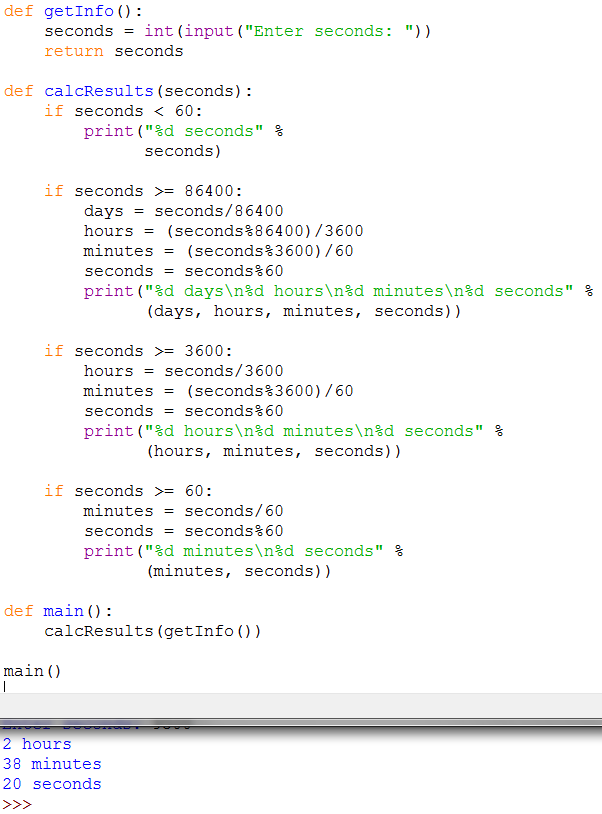 def getInfo():
    seconds = int(input("Enter seconds: "))
    return seconds

def calcResults(seconds):
    if seconds < 60:
        print("%d seconds" %
              seconds)

    if seconds >= 86400:
        days = seconds/86400
        hours = (seconds%86400)/3600
        minutes = (seconds%3600)/60
        seconds = seconds%60
        print("%d days\n%d hours\n%d minutes\n%d seconds" %
              (days, hours, minutes, seconds))

    if seconds >= 3600:
        hours = seconds/3600
        minutes = (seconds%3600)/60
        seconds = seconds%60
        print("%d hours\n%d minutes\n%d seconds" %
              (hours, minutes, seconds))

    if seconds >= 60:
        minutes = seconds/60
        seconds = seconds%60
        print("%d minutes\n%d seconds" %
              (minutes, seconds))

def main():
    calcResults(getInfo())

main()
Enter seconds:
2 hours
38 minutes
20 seconds
>>>